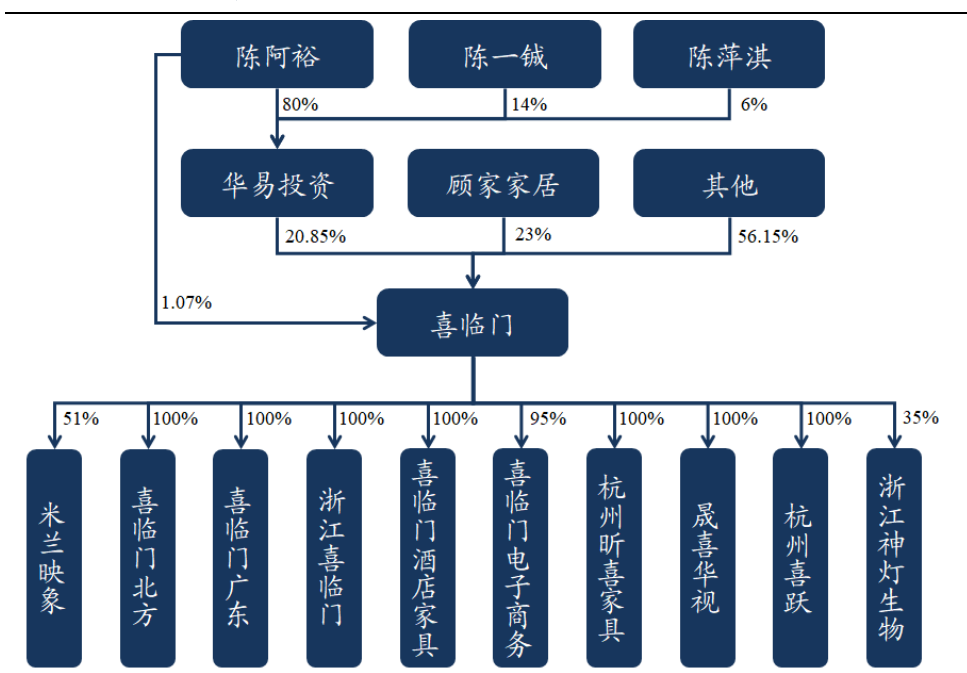 陈阿裕
陈一铖
陈萍淇
80%
14%
6%
华易投资
顾家家居
其他
20.85%
23%
56.15%
1.07%
喜临门
51%
100%
100%
100%
100%
95%
100%
100%
100%
35%
米兰映象
喜临门北方
喜临门广东
浙江喜临门
喜临门酒店家具
喜临门电子商务
杭州昕喜家具
晟喜华视
杭州喜跃
浙江神灯生物